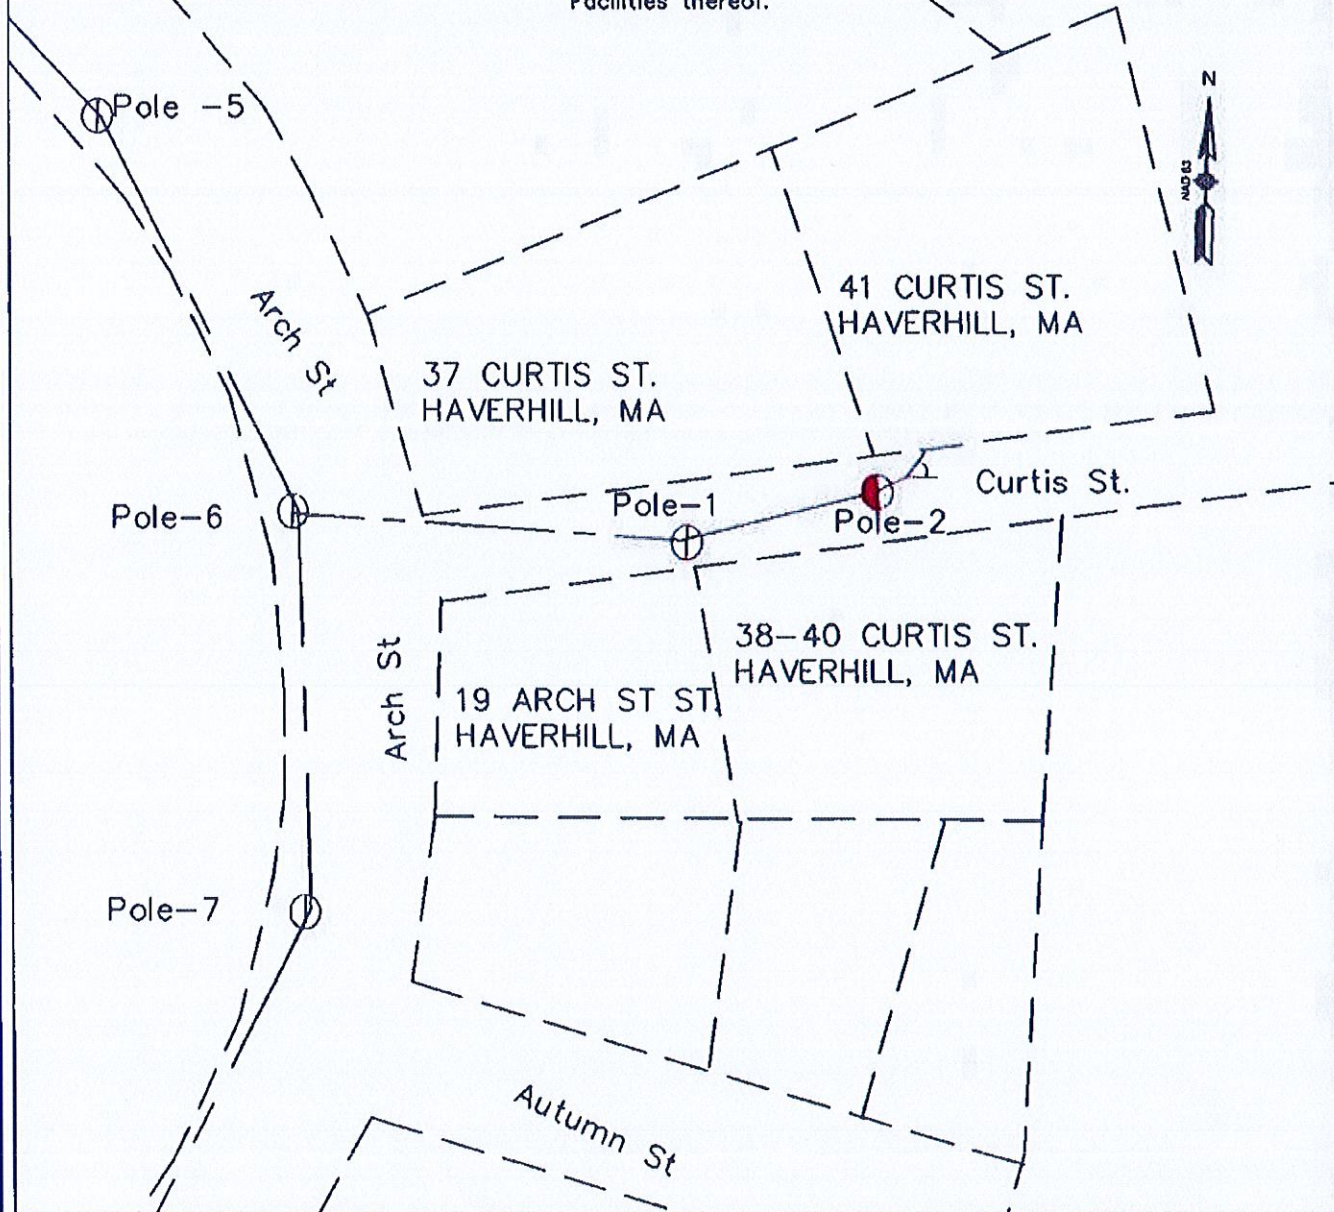 Facilities thereof.
N
NAD 83
Pole -5
Arch St
41 CURTIS ST.
HAVERHILL, MA
37 CURTIS ST.
HAVERHILL, MA
Curtis St.
Pole-1
Pole-2
Pole-6
38-40 CURTIS ST.
HAVERHILL, MA
Arch St
19 ARCH ST ST.
HAVERHILL, MA
Pole-7
Autumn St